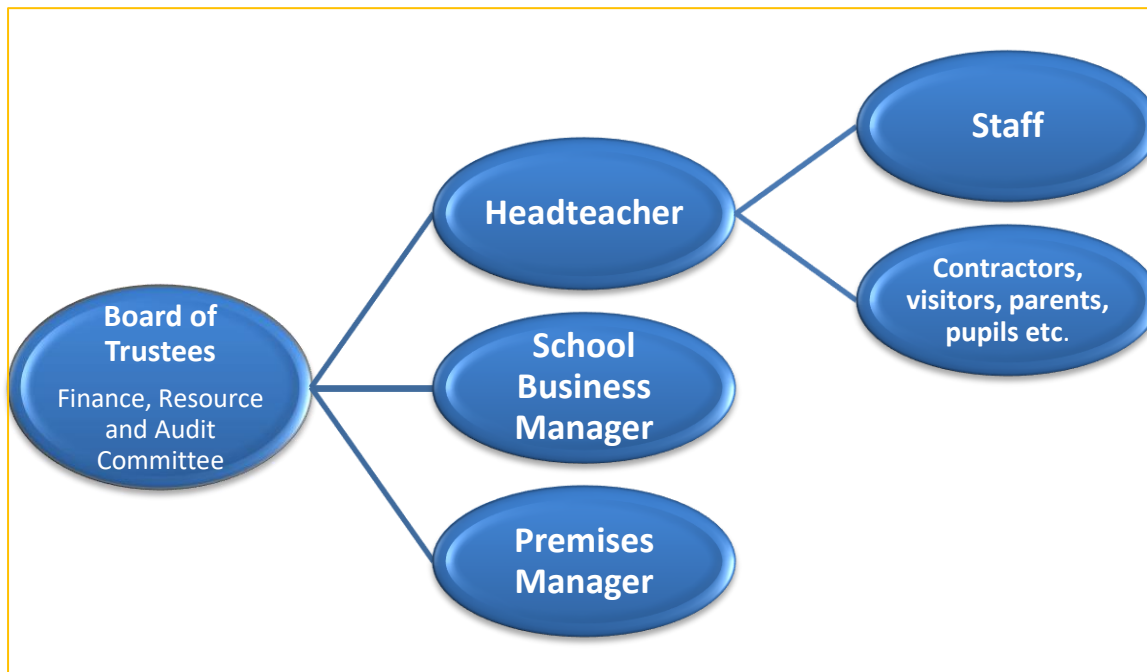 Board of
Trustees
Finance, Resource
and Audit
Committee
Headteacher
School
Business
Manager
Premises
Manager
Staff
Contractors,
visitors, parents,
pupils etc.